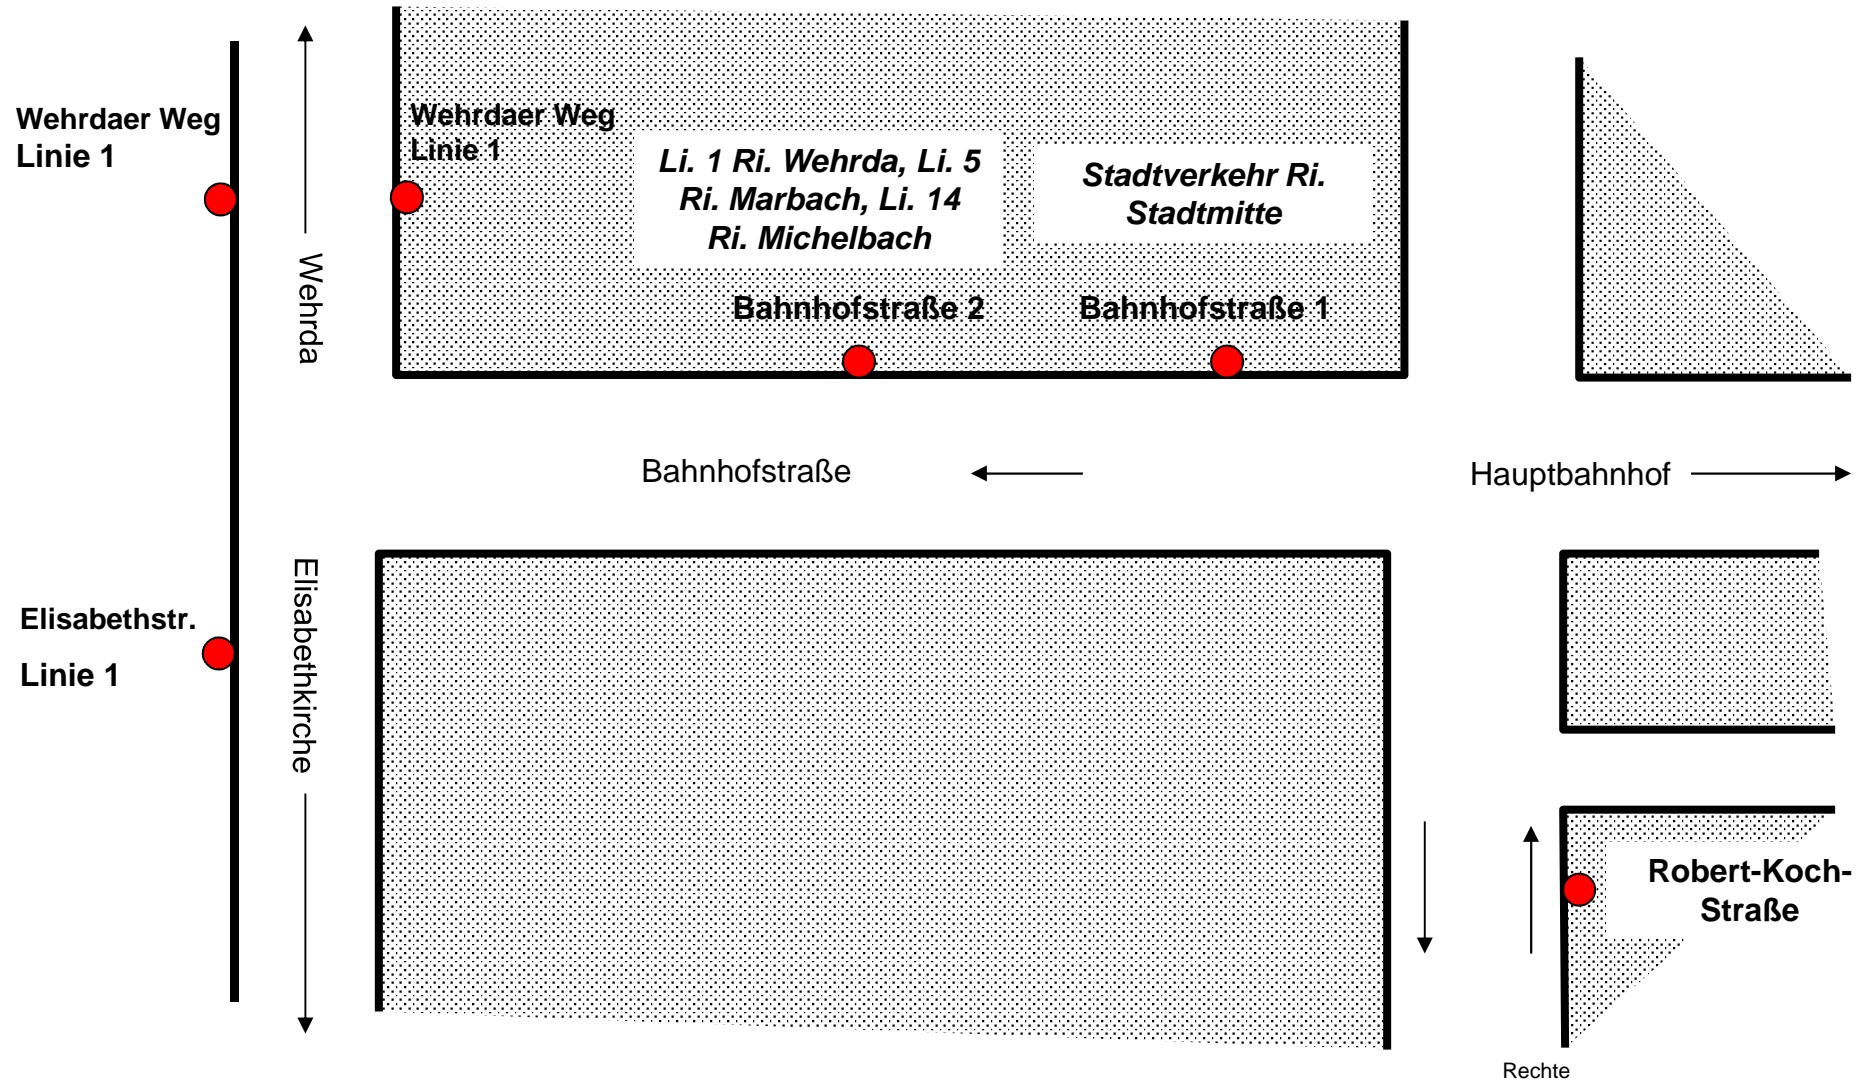 Wehrdaer Weg
Linie 1
Wehrdaer Weg
Linie 1
Li. 1 Ri. Wehrda, Li. 5
Ri. Marbach, Li. 14
Ri. Michelbach
Stadtverkehr Ri.
Stadtmitte
Wehrda
Bahnhofstraße 2
Bahnhofstraße 1
Bahnhofstraße
Hauptbahnhof
Elisabethstr.
Linie 1
Elisabethkirche
Robert-Koch-
Straße
Rechte